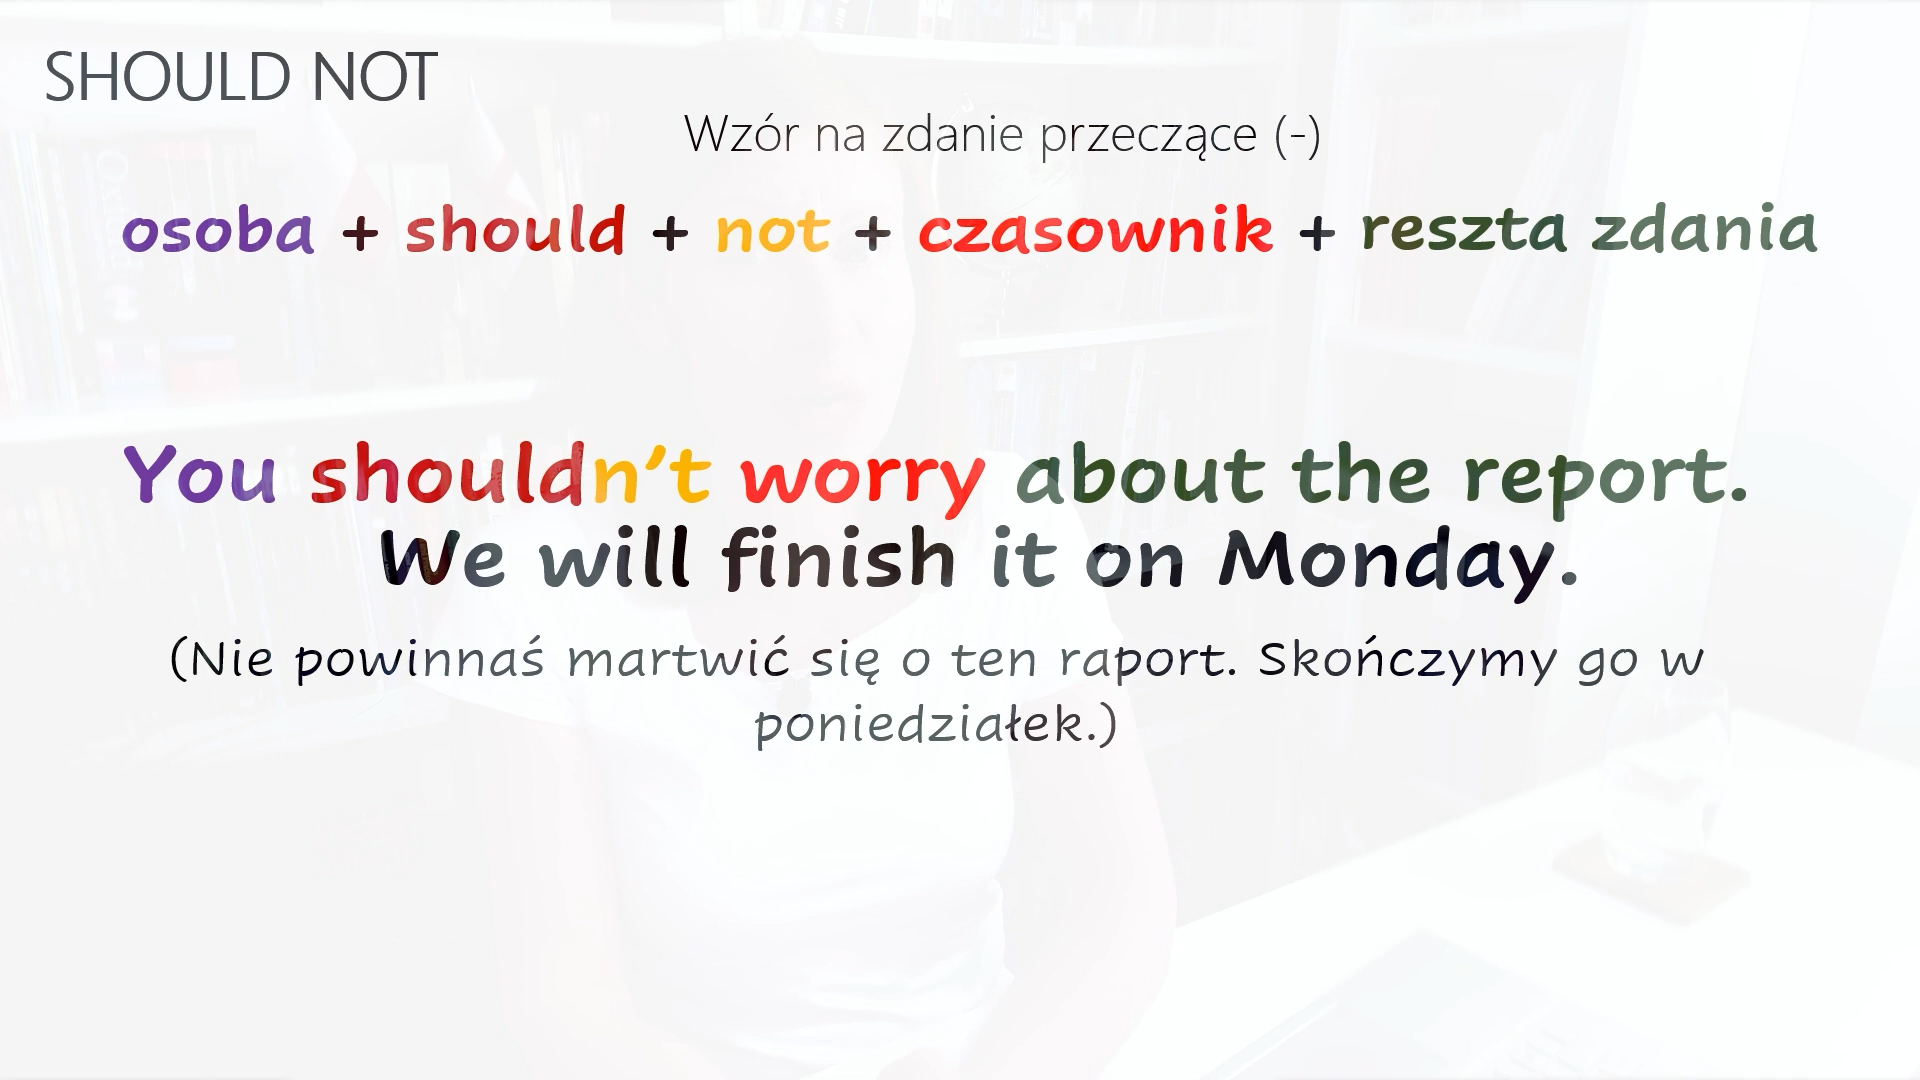 SHOULD NOT
Wzór na zdanie przeczące (-)
osoba + should + not + czasownik + reszta zdania
You shouldn’t worry about the report.
We will finish it on Monday.
(Nie powinnaś martwić się o ten raport. Skończymy go w
poniedziałek.)